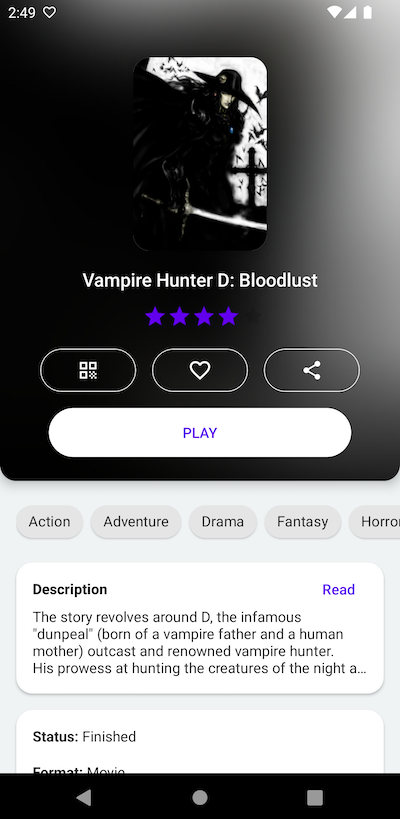 2:49
Vampire Hunter D: Bloodlust
PLAY
Action Adventure Drama Fantasy Horror
Description Read
The story revolves around D, the infamous
"dunpeal" (born of a vampire father and a human
mother) outcast and renowned vampire hunter.
His prowess at hunting the creatures of the night a...
Status: Finished
Format: Movie